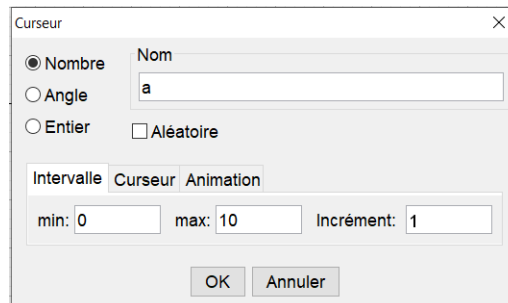 Curseur
Nombre
Angle
Entier
Nom
a
Aléatoire
Intervalle Curseur Animation
min: 0 max: 10 Incrément: 1
OK Annuler